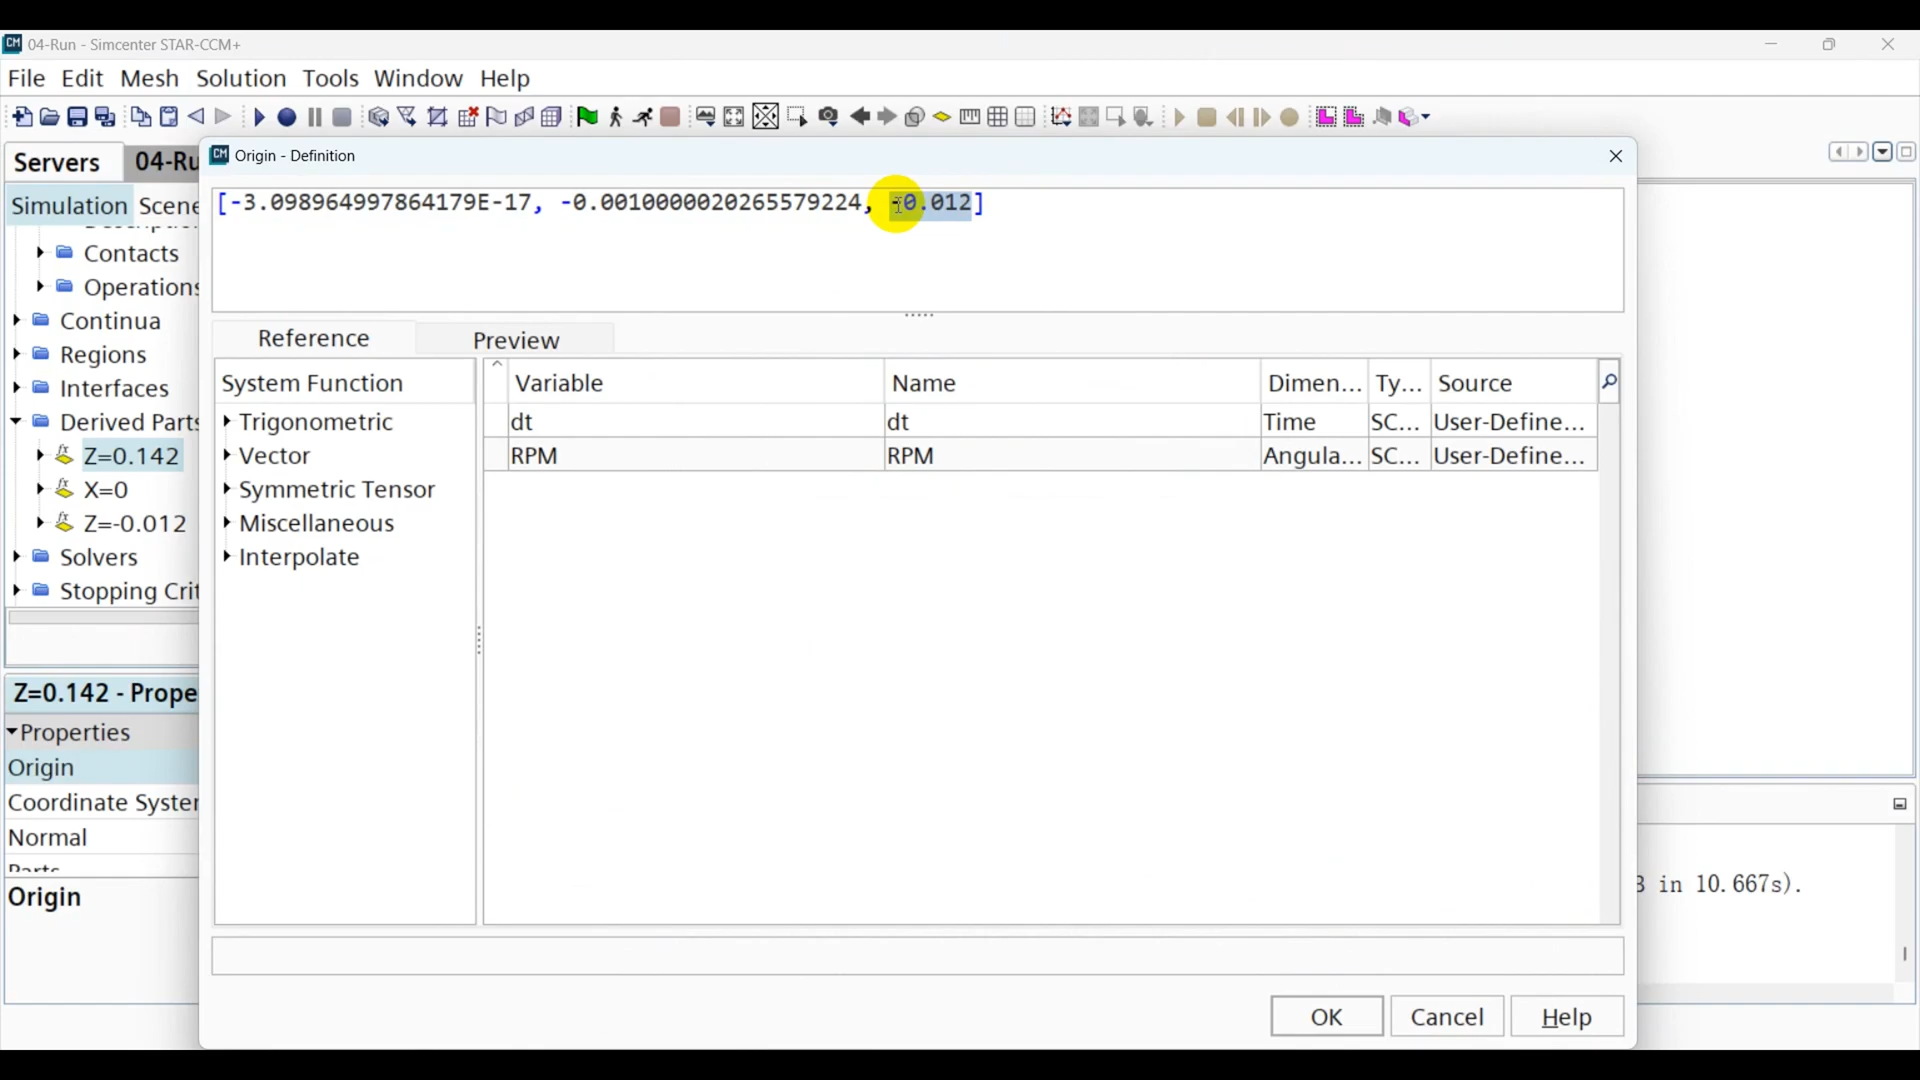 04-Run - Simcenter STAR-CCM+
File Edit Mesh Solution Tools Window Help
Servers 04-Ru
Origin - Definition
Simulation Scene
[-3.098964997864179E-17, -0.0010000020265579224, -0.012]
Contacts
Operations
Continua
Regions
Interfaces
Derived Parts
Z=0.142
X=0
Z=-0.012
Solvers
Stopping Crit
Reference Preview
System Function
Trigonometric
Vector
Symmetric Tensor
Miscellaneous
Interpolate
Variable Name Dimen... Ty... Source
dt dt Time SC... User-Define...
RPM RPM Angula... SC... User-Define...
Z=0.142 - Prope
Properties
Origin
Coordinate Syster
Normal
Parts
Origin
in 10.667s).
OK Cancel Help